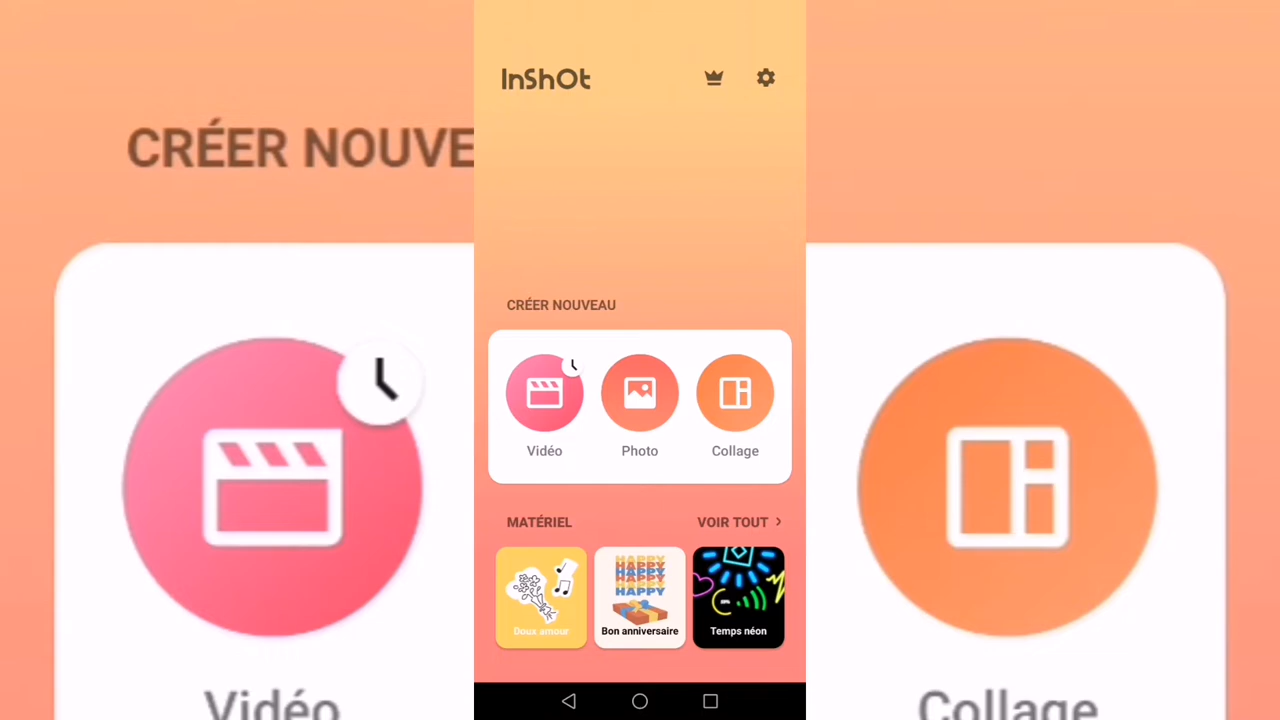 InShOt
CRÉER NOUVE
CRÉER NOUVEAU
Vidéo
Photo
Collage
MATÉRIEL
VOIR TOUT >
HAPPY
HAPPY
HAPPY
HAPPY
HAPPY
HAPPY
Doux amour
Bon anniversaire
Temps néon
Vidéo
Collage